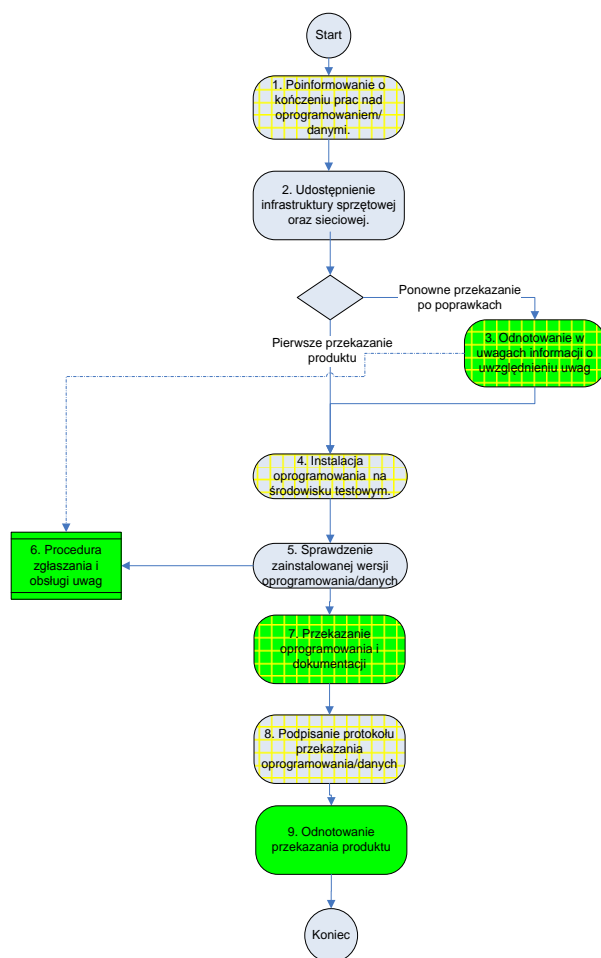 Start
1. Poinformowanie o
kończeniu prac nad
oprogramowaniem/
danymi.
2. Udostępnienie
infrastruktury sprzętowej
oraz sieciowej.
Ponowne przekazanie
po poprawkach
Pierwsze przekazanie
produktu
3. Odnotowanie w
uwagach informacji o
uwzględnieniu uwag
4. Instalacja
oprogramowania na
środowisku testowym.
5. Sprawdzenie
zainstalowanej wersji
oprogramowania/danych
6. Procedura
zgłaszania i
obsługi uwag
7. Przekazanie
oprogramowania i
dokumentacji
8. Podpisanie protokołu
przekazania
oprogramowania/danych
9. Odnotowanie
przekazania produktu
Koniec